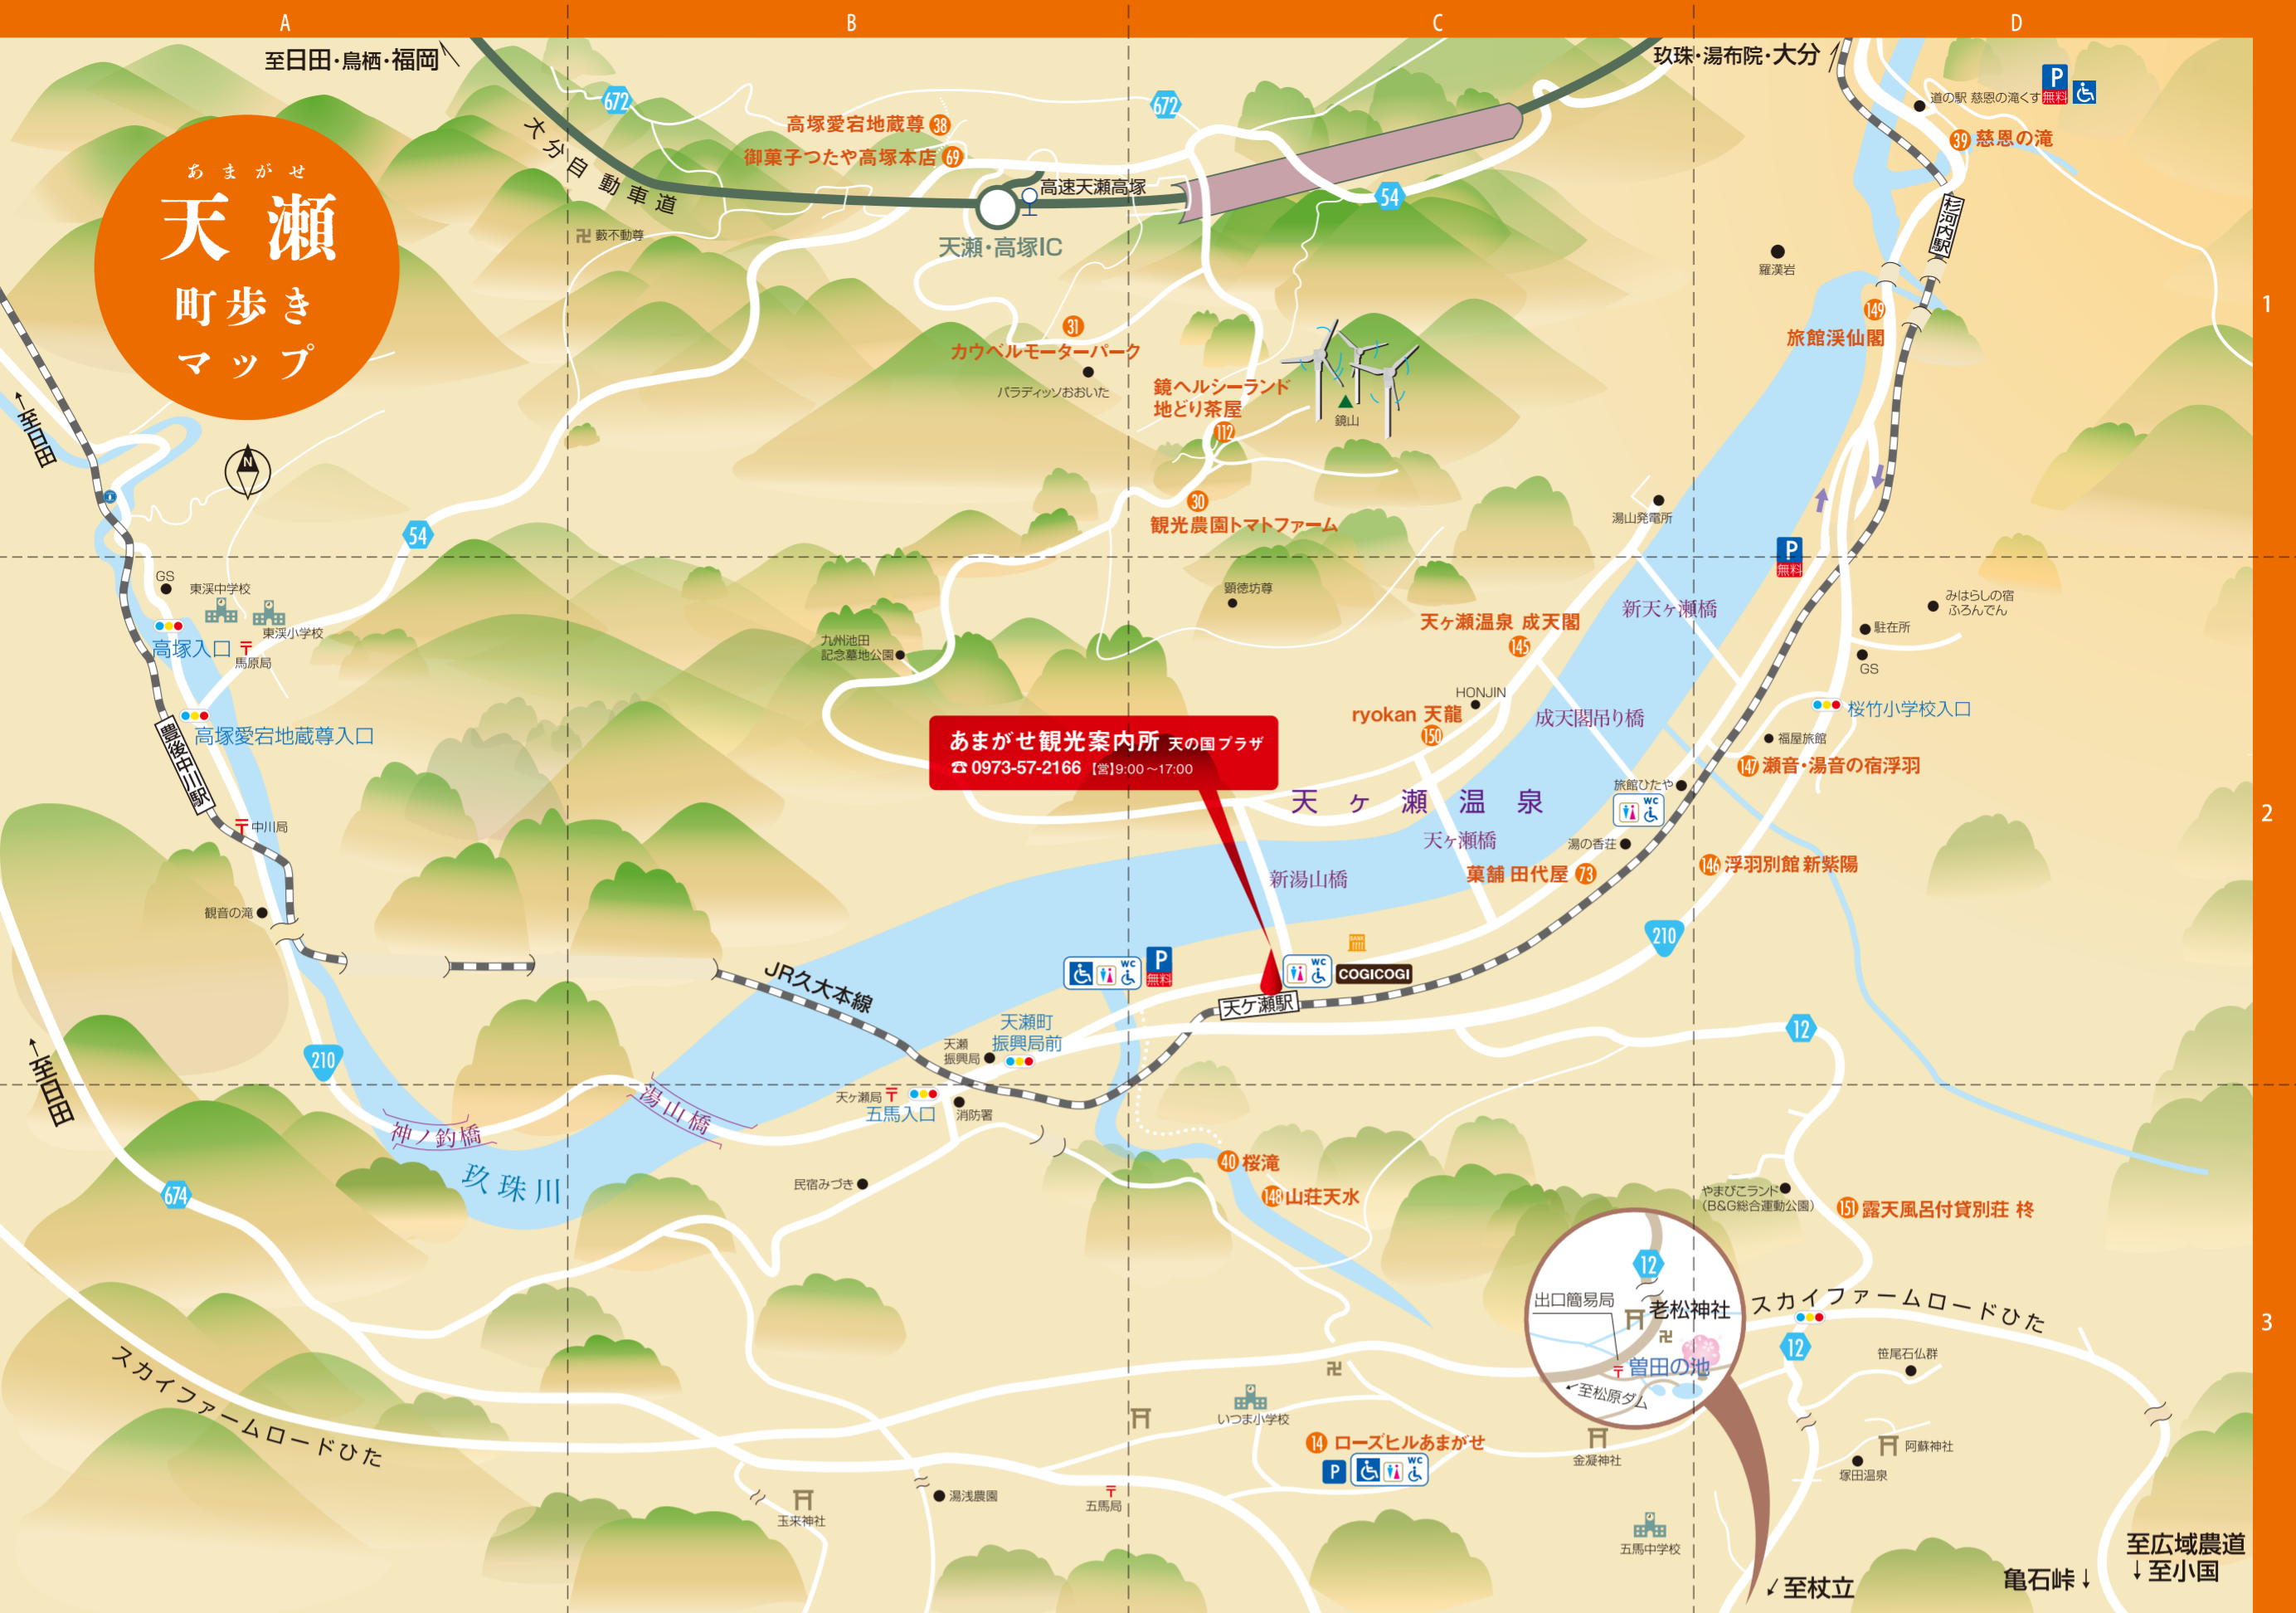 A
B
C
D
至日田・鳥栖・福岡
玖珠・湯布院・大分
あまがせ
天瀬
町歩き
マップ
672
672
大分自動車道
高塚愛宕地蔵尊 38
御菓子つたや高塚本店 69
高速天瀬高塚
天瀬・高塚IC
卍 藪不動尊
54
P
無料
道の駅 慈恩の滝くす
39 慈恩の滝
杉河内駅
羅漢岩
149
旅館渓仙閣
1
31
カウベルモーターパーク
パラディッソおおいた
鏡ヘルシーランド
地どり茶屋
112
鏡山
30
観光農園トマトファーム
湯山発電所
←至日田
N
54
GS
東渓中学校
東渓小学校
高塚入口
〒
馬原局
高塚愛宕地蔵尊入口
豊後中川駅
〒中川局
観音の滝
九州池田
記念墓地公園
顕徳坊尊
天ヶ瀬温泉 成天閣
145
新天ヶ瀬橋
P
無料
みはらしの宿
ふろんでん
駐在所
GS
HONJIN
ryokan 天龍
150
成天閣吊り橋
桜竹小学校入口
福屋旅館
147 瀬音・湯音の宿浮羽
あまがせ観光案内所 天の国プラザ
☎ 0973-57-2166 【営】9:00～17:00
旅館ひたや
WC
天ヶ瀬温泉
天ヶ瀬橋
湯の香荘
新湯山橋
菓舗 田代屋 73
146 浮羽別館 新紫陽
2
210
WC
P
無料
WC
COGICOGI
BANK
天ケ瀬駅
JR久大本線
天瀬町
振興局前
天瀬
振興局
12
210
←至日田
天ヶ瀬局 〒
五馬入口
消防署
神ノ釣橋
湯山橋
玖珠川
674
民宿みづき
40 桜滝
148 山荘天水
やまびこランド
（B&G総合運動公園）
151 露天風呂付貸別荘 柊
12
出口簡易局
老松神社
卍
〒
曽田の池
←至松原ダム
スカイファームロードひた
12
笹尾石仏群
3
スカイファームロードひた
卍
いつま小学校
14 ローズヒルあまがせ
P
WC
金凝神社
阿蘇神社
塚田温泉
玉来神社
湯浅農園
〒
五馬局
五馬中学校
↙至杖立
亀石峠↓
至広域農道
↓至小国